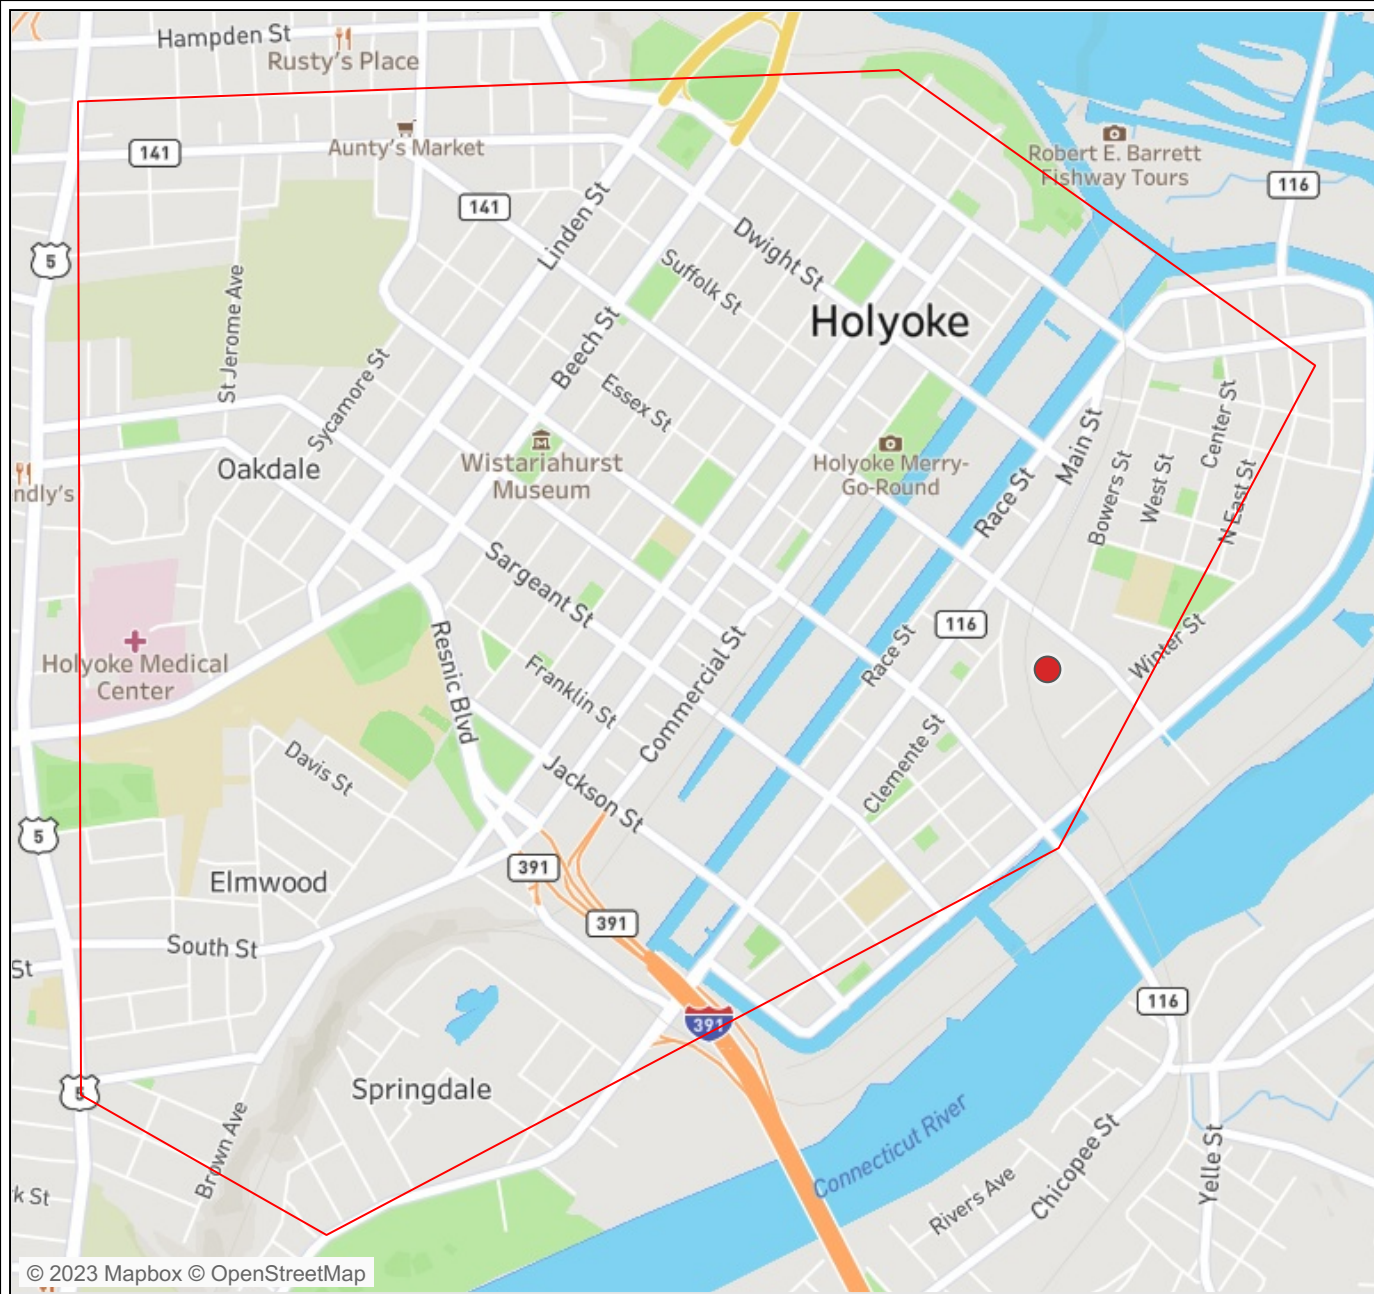 Hampden St
Rusty's Place
141
Aunty's Market
Robert E. Barrett
Fishway Tours
116
141
Linden St
Dwight St
5
Suffolk St
St Jerome Ave
Holyoke
Beech St
Sycamore St
Essex St
Center St
Main St
Holyoke Merry-
Go-Round
Oakdale
Wistariahurst
Museum
Bowers St
West St
N East St
Race St
ndly's
Sargeant St
116
Holyoke Medical
Center
Resnic Blvd
Franklin St
Commercial St
Race St
Winter St
Davis St
Jackson St
Clemente St
5
391
Elmwood
391
South St
St
391
116
Springdale
5
Brown Ave
Connecticut River
Chicopee St
Yelle St
Rivers Ave
k St
© 2023 Mapbox © OpenStreetMap